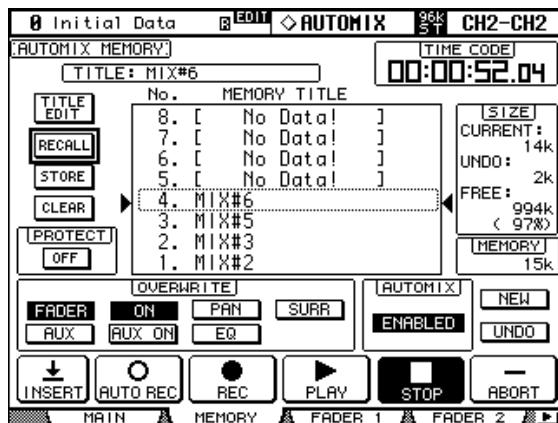 0 Initial Data EDIT AUTOMIX 96k ST CH2-CH2
AUTOMIX MEMORY TIME CODE
TITLE: MIX#6 00:00:52.04
No. MEMORY TITLE
TITLE EDIT
RECALL
STORE
CLEAR
PROTECT
OFF
8. [ No Data! ]
7. [ No Data! ]
6. [ No Data! ]
5. [ No Data! ]
4. MIX#6
3. MIX#5
2. MIX#3
1. MIX#2
SIZE
CURRENT:
14k
UNDO:
2k
FREE:
994k
( 97%)
MEMORY
15k
OVERWRITE
FADER ON PAN SURR
AUX AUX ON EQ
AUTOMIX
ENABLED
NEW
UNDO
INSERT AUTO REC REC PLAY STOP ABORT
MAIN MEMORY FADER 1 FADER 2